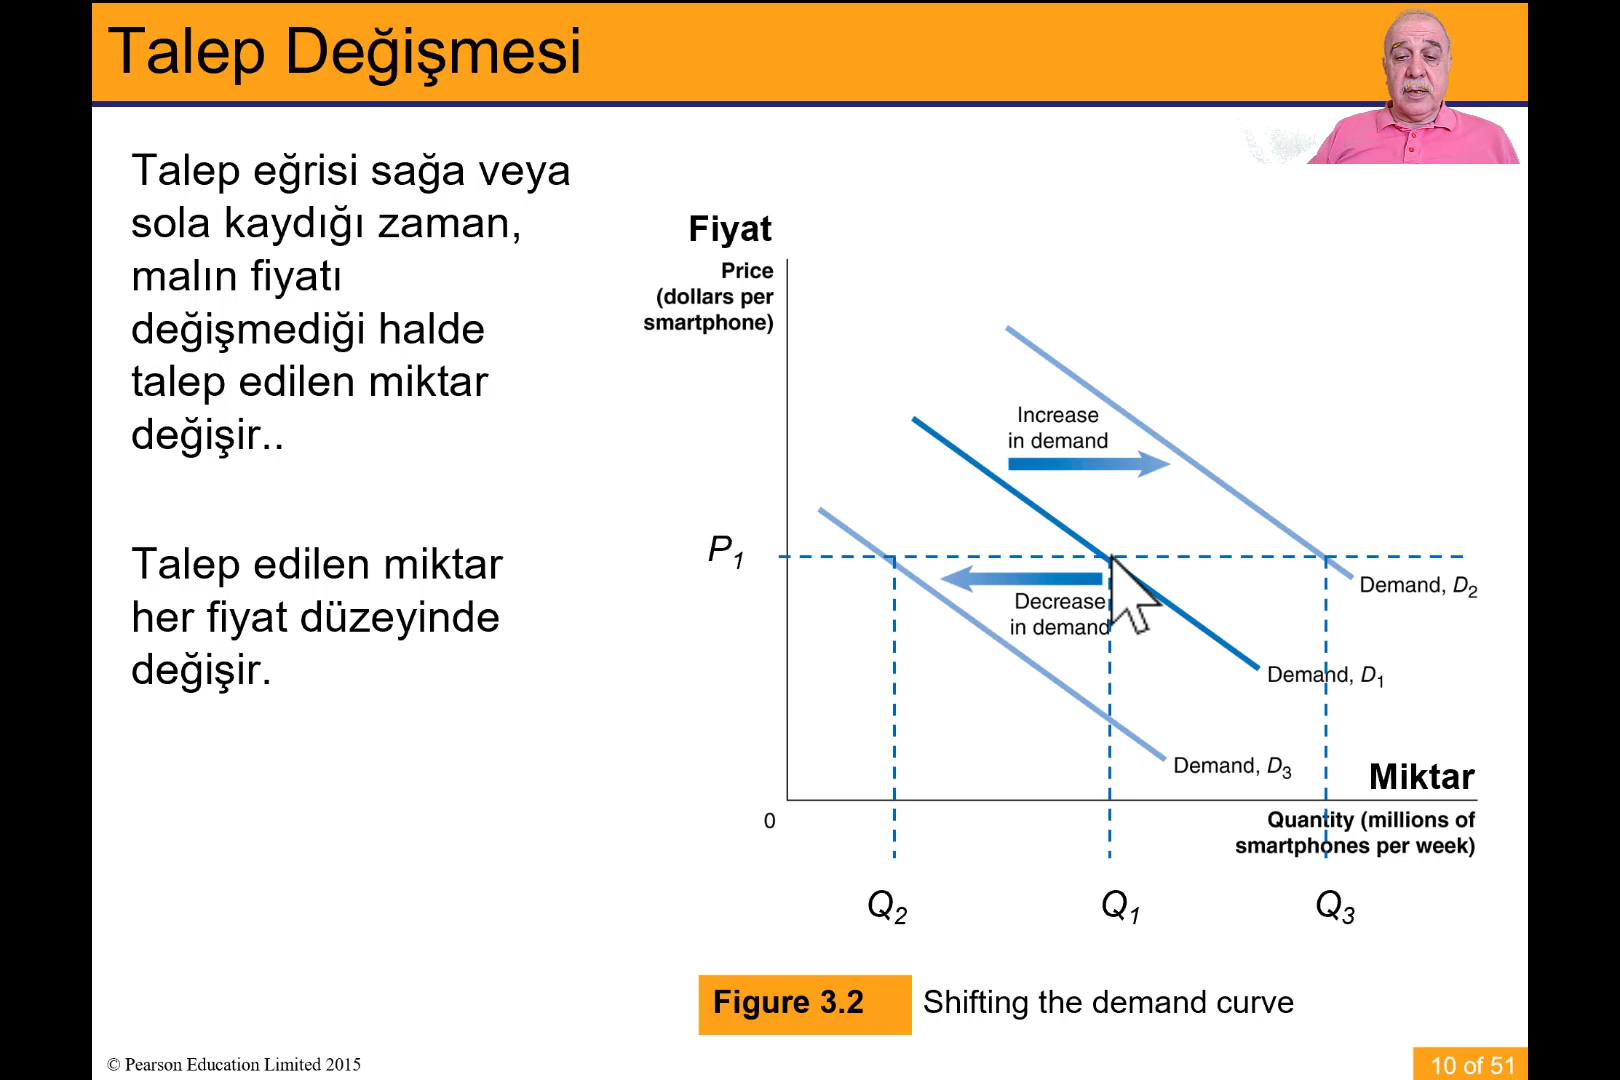 Talep Değişmesi
Talep eğrisi sağa veya
sola kaydığı zaman,
malın fiyatı
değişmediği halde
talep edilen miktar
değişir..
Talep edilen miktar
her fiyat düzeyinde
değişir.
Fiyat
Price
(dollars per
smartphone)
Increase
in demand
P1
Decrease
in demand
Demand, D2
Demand, D1
Demand, D3
Miktar
0
Quantity (millions of
smartphones per week)
Q2
Q1
Q3
Figure 3.2 Shifting the demand curve
© Pearson Education Limited 2015
10 of 51